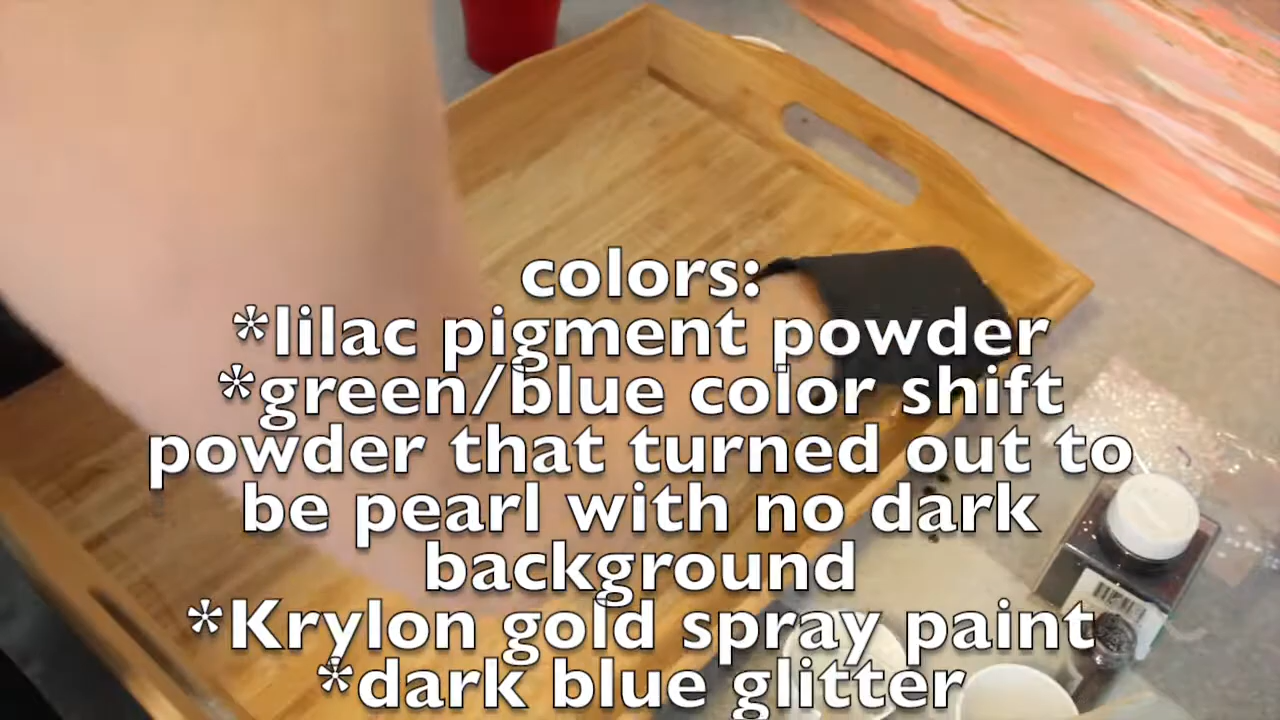 colors:
*lilac pigment powder
*green/blue color shift
powder that turned out to
be pearl with no dark
background
*Krylon gold spray paint
*dark blue glitter